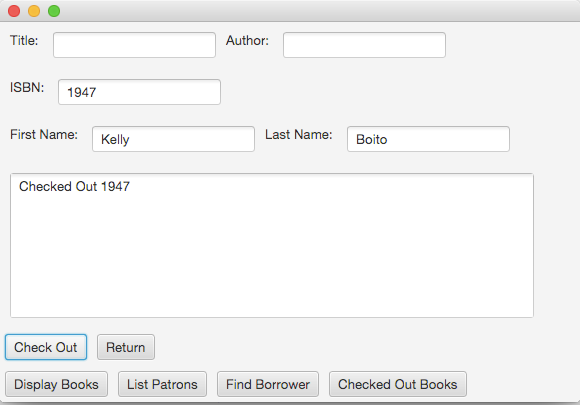 Title: Author:
ISBN: 1947
First Name: Kelly Last Name: Boito
Checked Out 1947
Check Out Return
Display Books List Patrons Find Borrower Checked Out Books